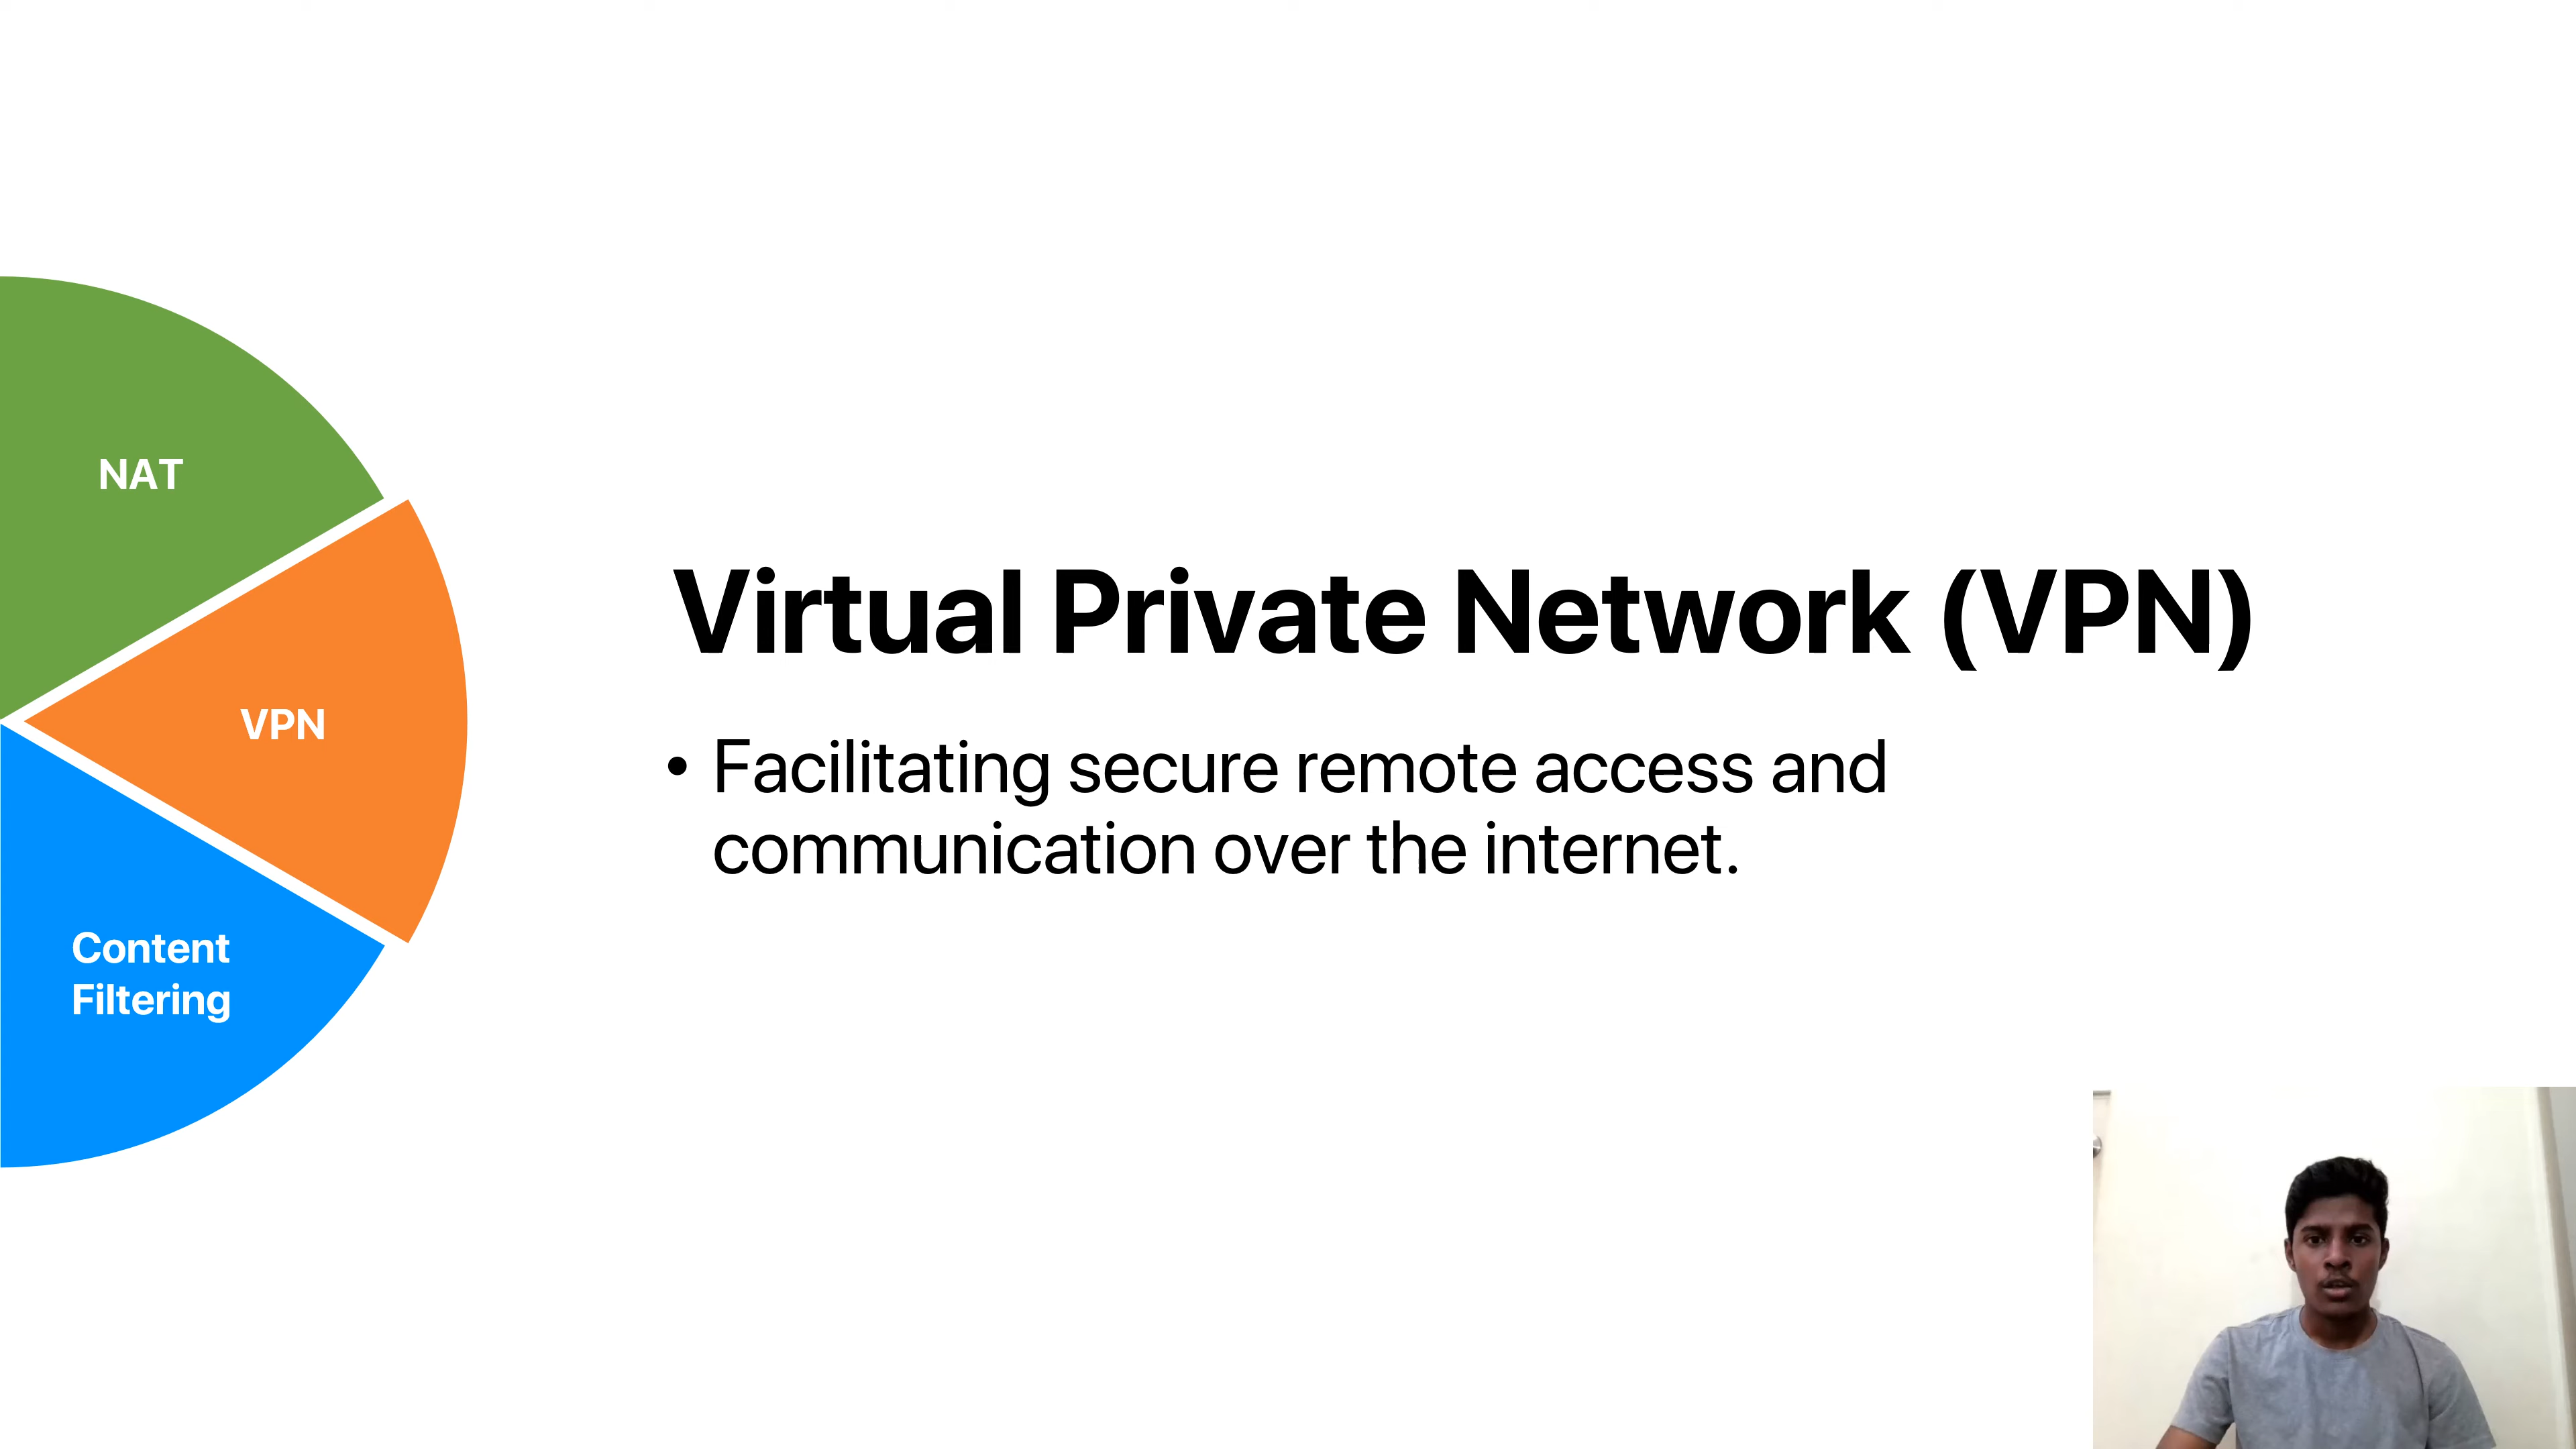 NAT
VPN
Content
Filtering
Virtual Private Network (VPN)
• Facilitating secure remote access and
communication over the internet.